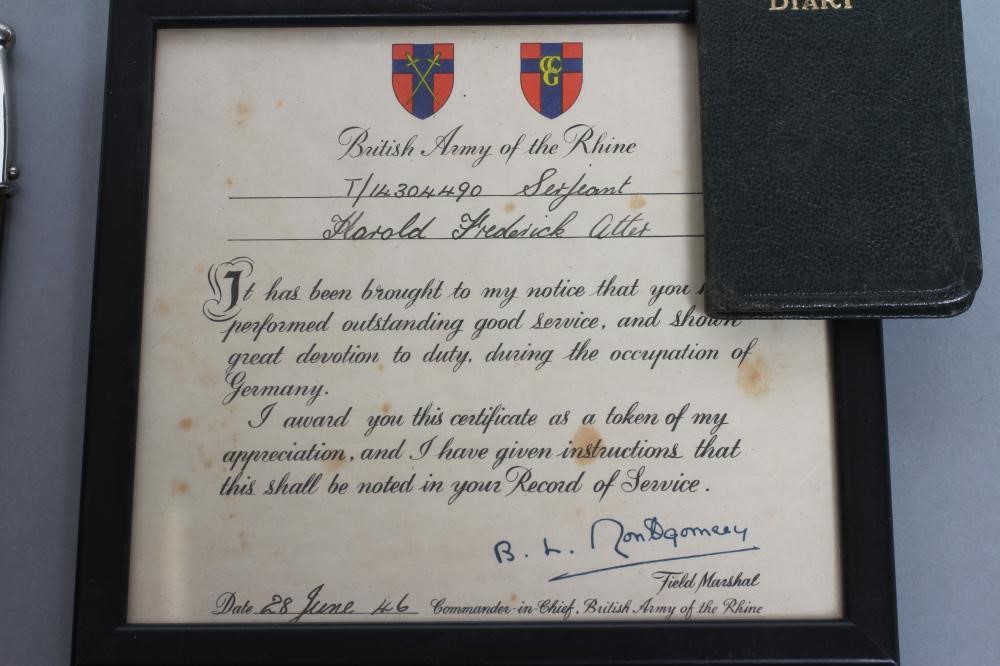 DIARY
CCG
British Army of the Rhine
T/14304490 Serjeant
Harold Frederick Atter
It has been brought to my notice that you
performed outstanding good service, and shown
great devotion to duty, during the occupation of
Germany.
I award you this certificate as a token of my
appreciation, and I have given instructions that
this shall be noted in your Record of Service.
B. L. Montgomery
Field Marshal
Date 28 June 46 Commander-in-Chief, British Army of the Rhine